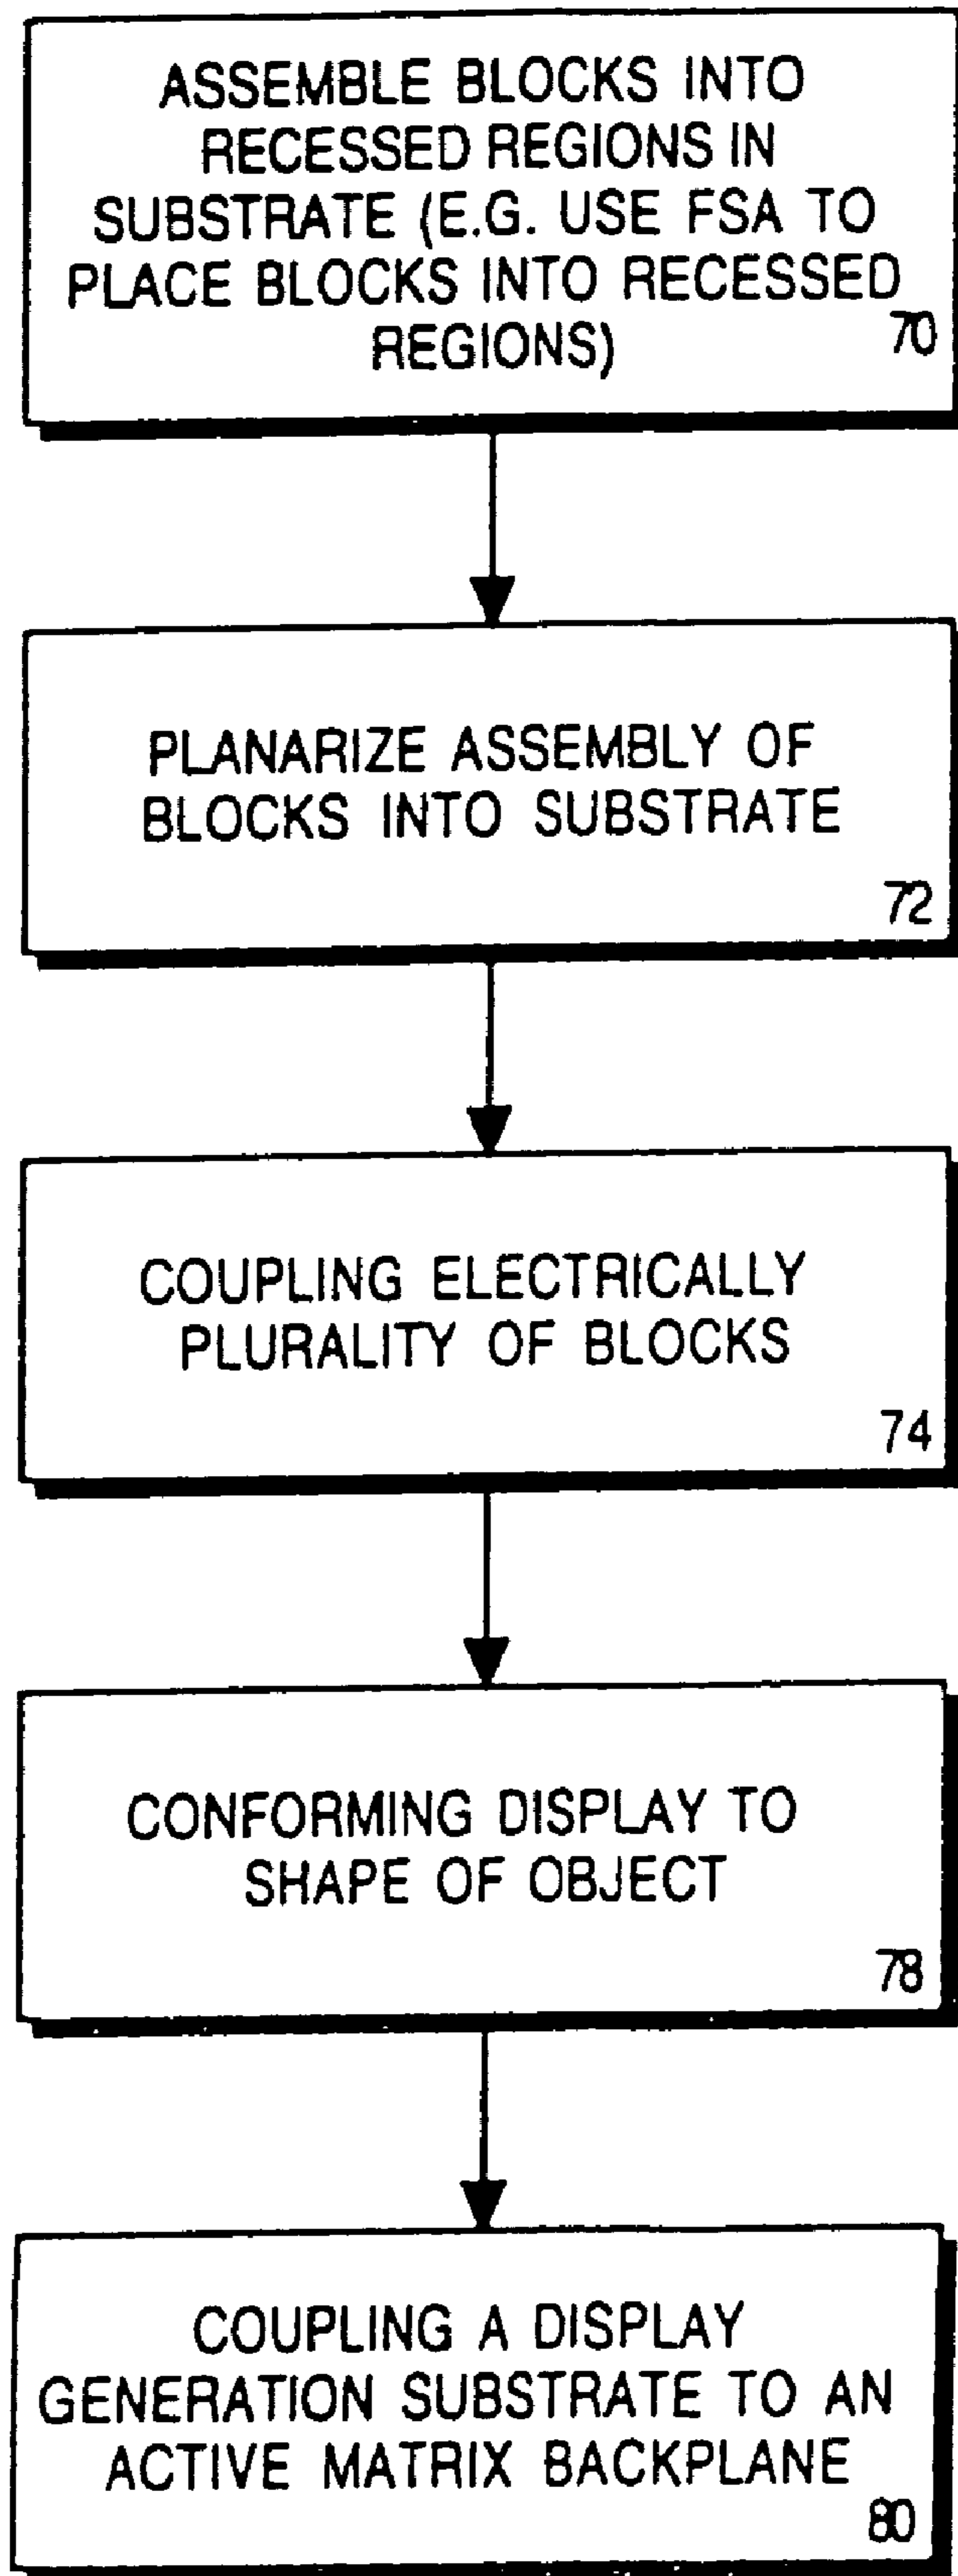 ASSEMBLE BLOCKS INTO
RECESSED REGIONS IN
SUBSTRATE (E.G. USE FSA TO
PLACE BLOCKS INTO RECESSED
REGIONS)
70
PLANARIZE ASSEMBLY OF
BLOCKS INTO SUBSTRATE
72
COUPLING ELECTRICALLY
PLURALITY OF BLOCKS
74
CONFORMING DISPLAY TO
SHAPE OF OBJECT
78
COUPLING A DISPLAY
GENERATION SUBSTRATE TO AN
ACTIVE MATRIX BACKPLANE
80